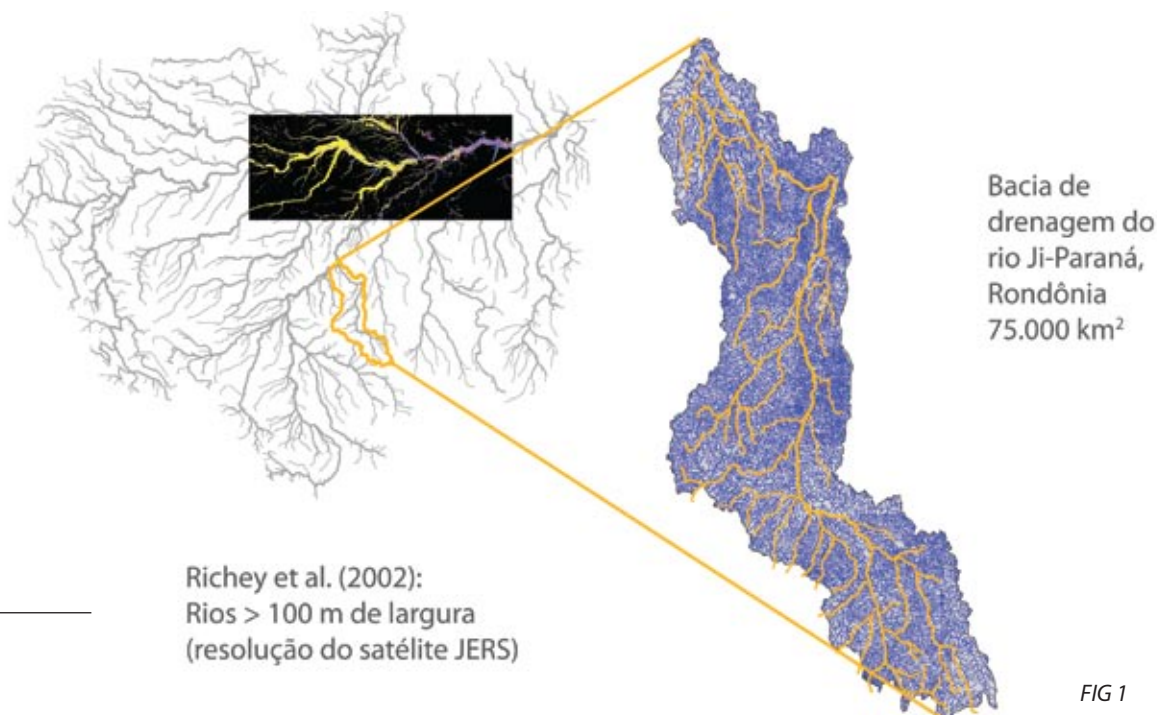 Bacia de
drenagem do
rio Ji-Paraná,
Rondônia
75.000 km²
Richey et al. (2002):
Rios > 100 m de largura
(resolução do satélite JERS)
FIG 1